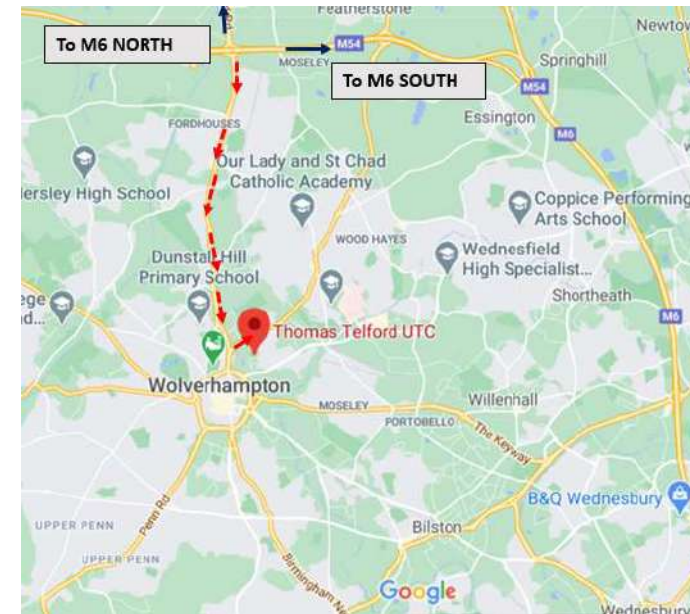 Featherstone
Newtow
To M6 NORTH
M54
MOSELEY
To M6 SOUTH
Springhill
M54
Essington
M6
FORDHOUSES
Our Lady and St Chad
Catholic Academy
ersley High School
Coppice Performing
Arts School
WOOD HAYES
Dunstall Hill
Primary School
Wednesfield
High Specialist...
ege
nd...
Shortheath
M6
Thomas Telford UTC
Wolverhampton
MOSELEY
Willenhall
PORTOBELLO
The Keyway
B&Q Wednesbury
UPPER PENN
Penn Rd
Bilston
UPPER PENN
Birmingham Ne
Google
Wednesbury